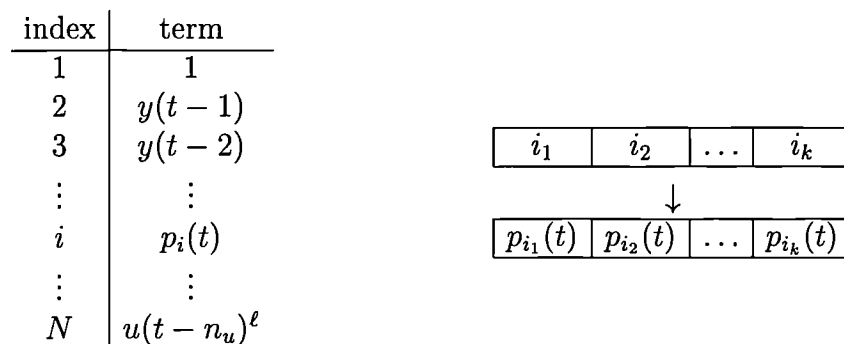 index term
1 1
2 y(t − 1)
3 y(t − 2)
⋮ ⋮
i p_i(t)
⋮ ⋮
N u(t − n_u)^ℓ
i_1 i_2 ... i_k
↓
p_{i_1}(t) p_{i_2}(t) ... p_{i_k}(t)